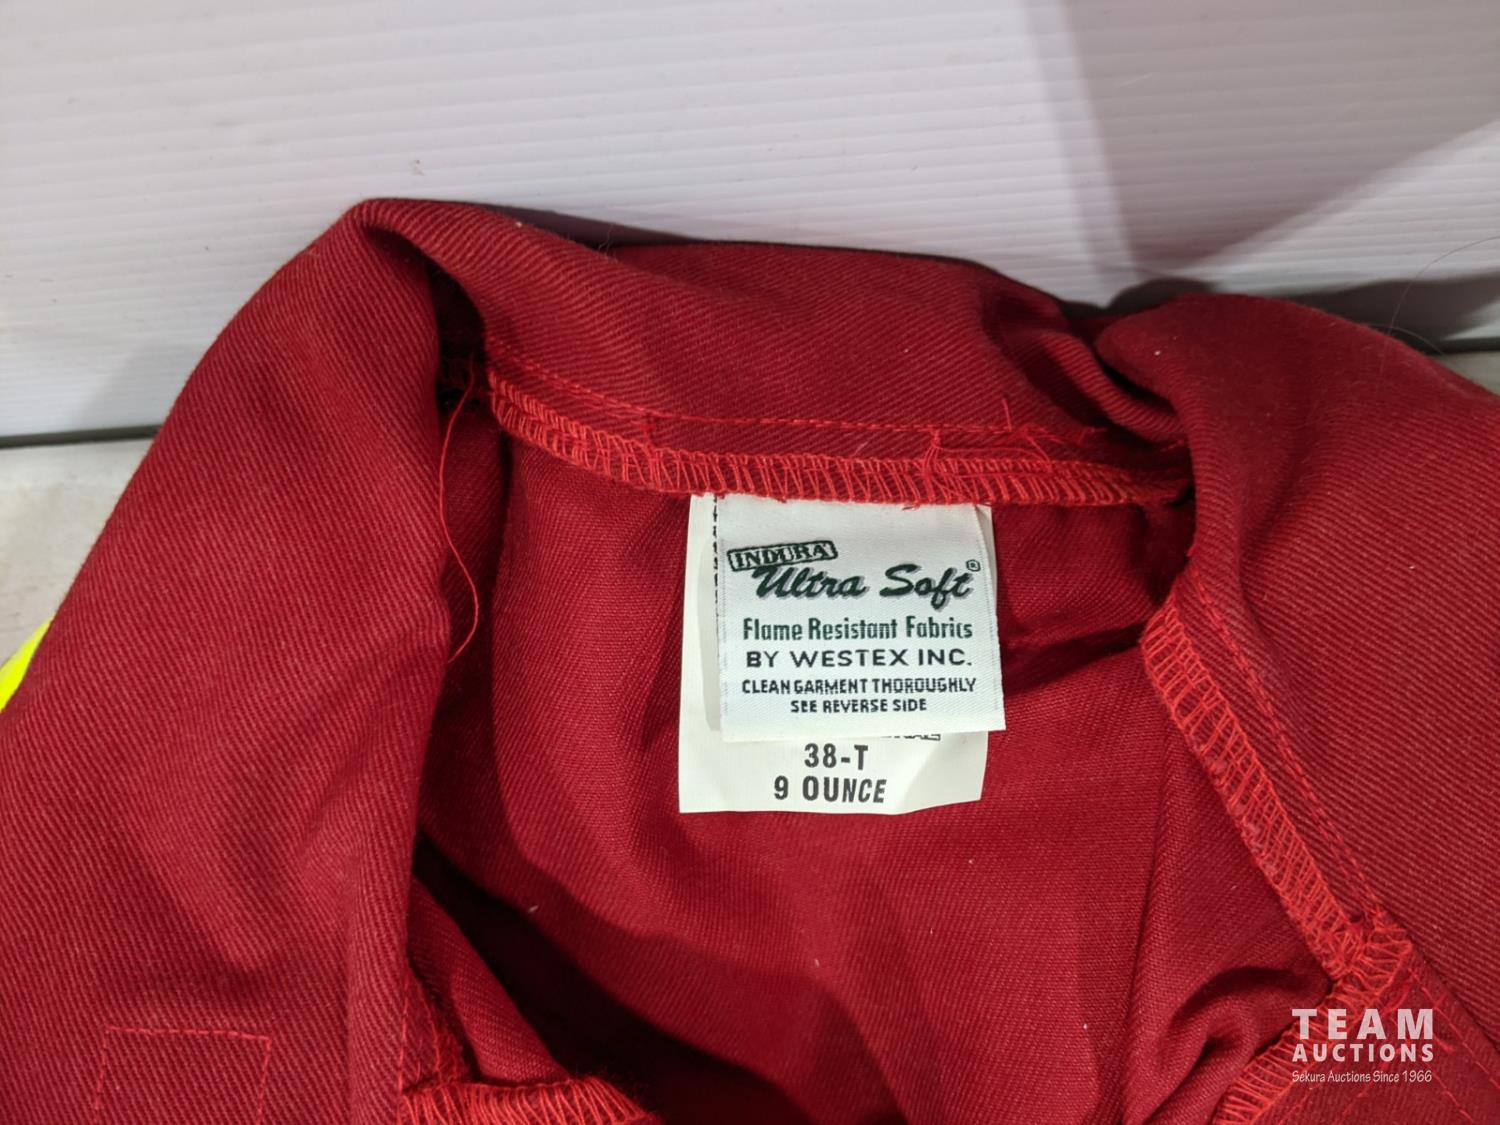 INDURA
Ultra Soft®
Flame Resistant Fabrics
BY WESTEX INC.
CLEAN GARMENT THOROUGHLY
SEE REVERSE SIDE
38-T
9 OUNCE
TEAM
AUCTIONS
Sekura Auctions Since 1966